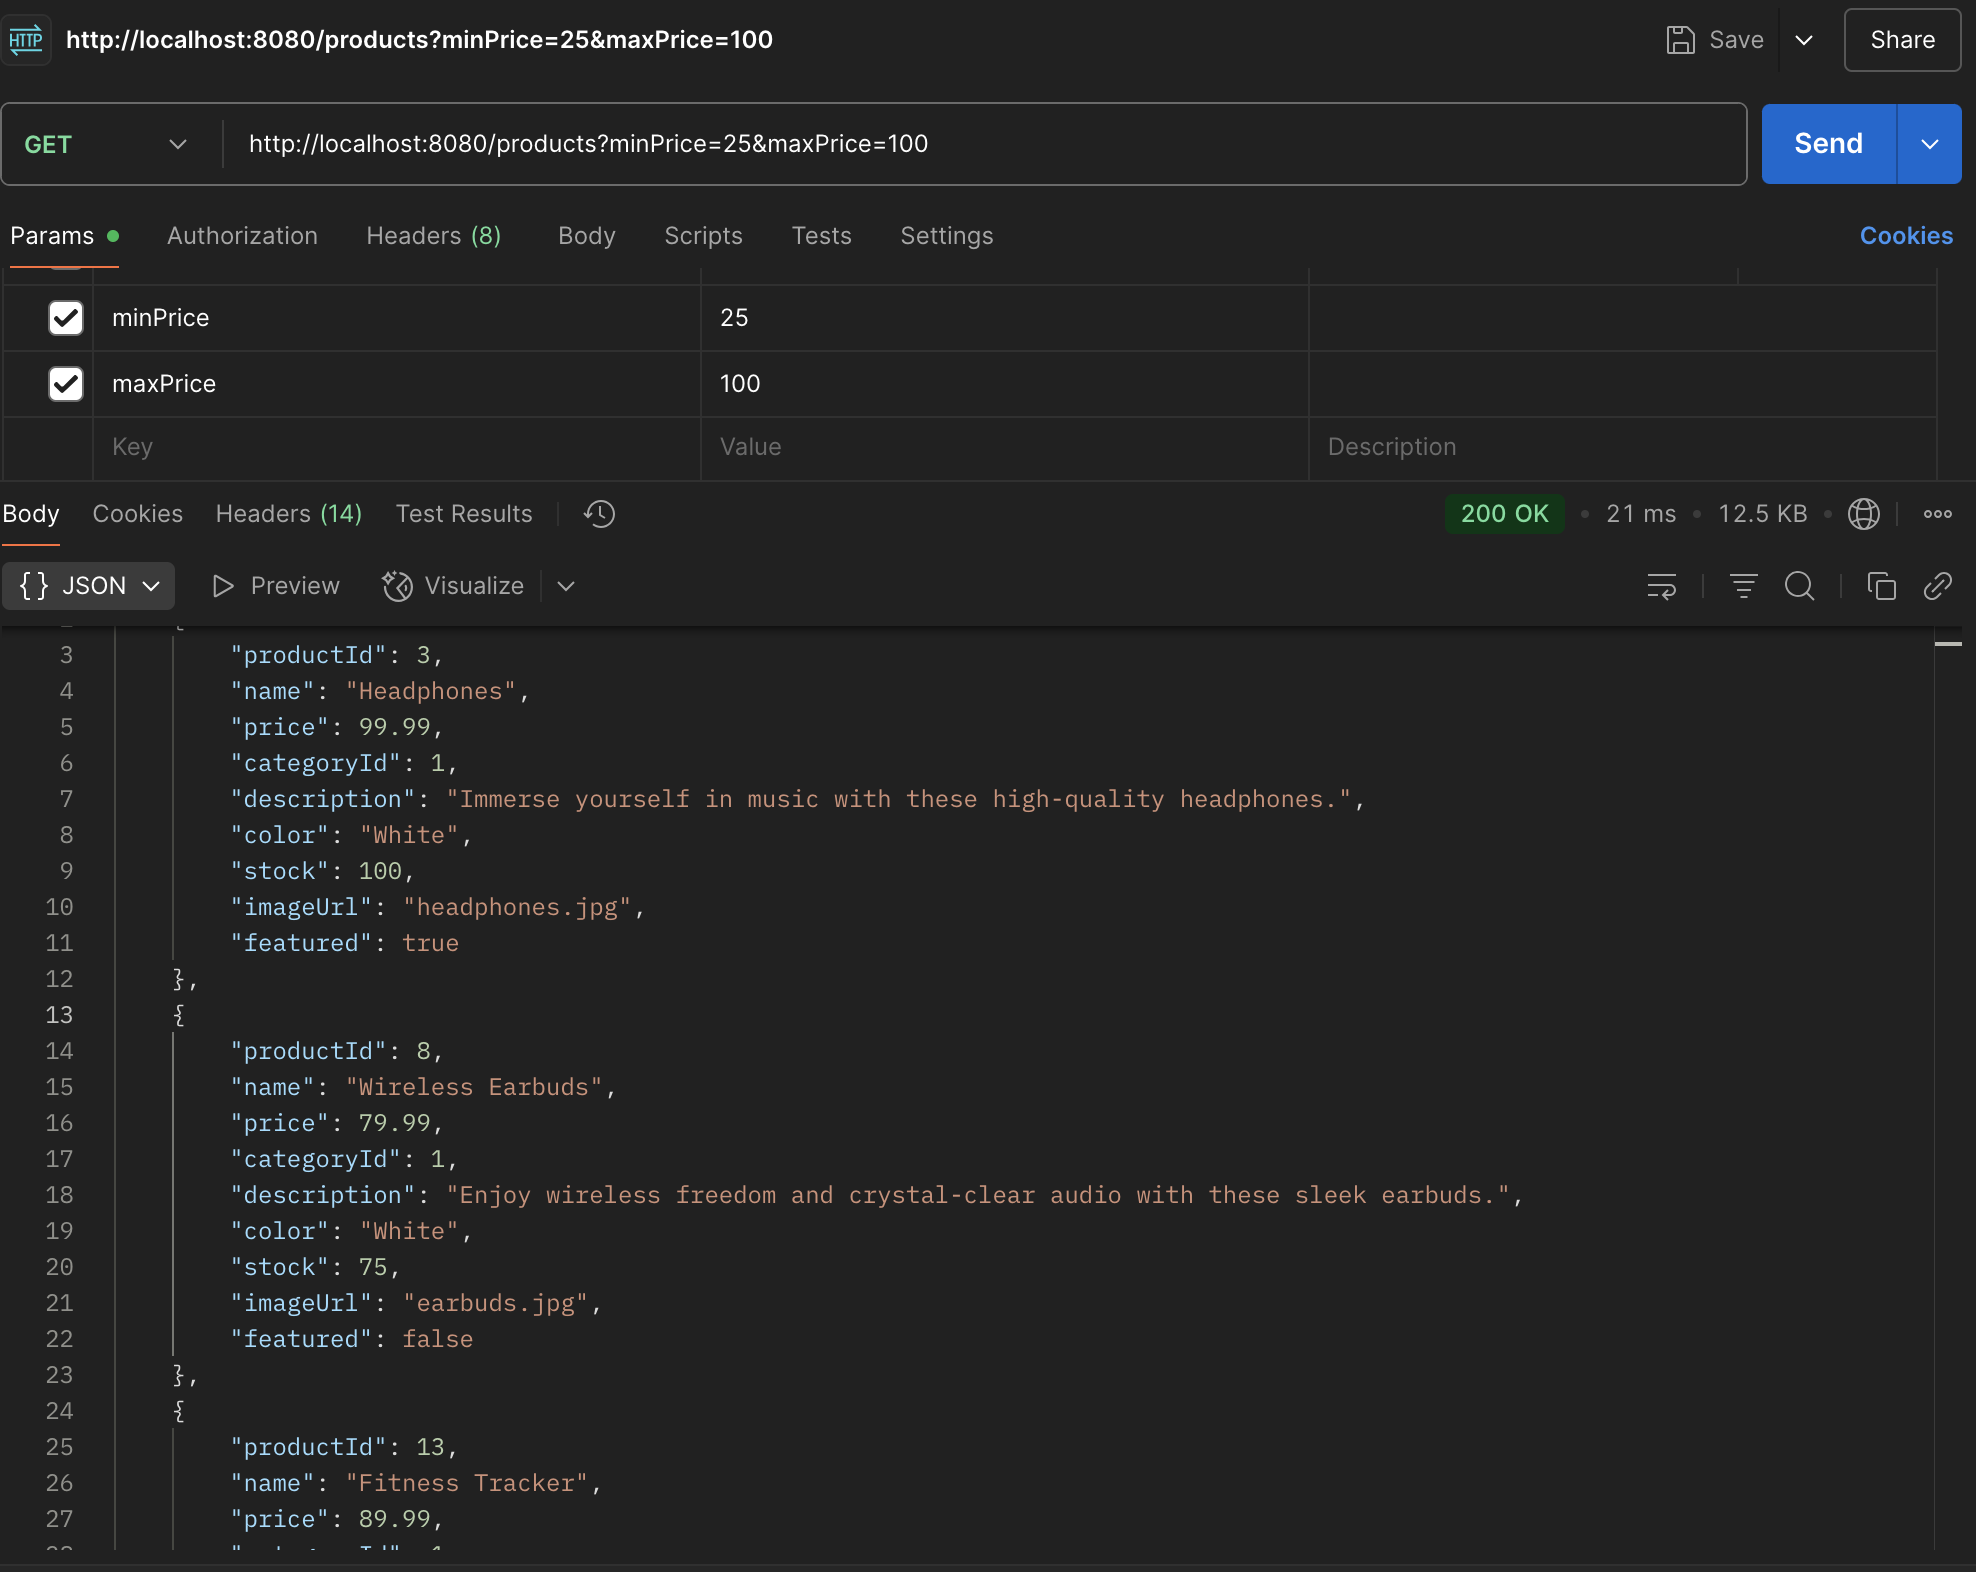 HTTP http://localhost:8080/products?minPrice=25&maxPrice=100 Save Share
GET http://localhost:8080/products?minPrice=25&maxPrice=100 Send
Params Authorization Headers (8) Body Scripts Tests Settings Cookies
minPrice 25
maxPrice 100
Key Value Description
Body Cookies Headers (14) Test Results 200 OK • 21 ms • 12.5 KB •
{} JSON Preview Visualize
3 "productId": 3,
4 "name": "Headphones",
5 "price": 99.99,
6 "categoryId": 1,
7 "description": "Immerse yourself in music with these high-quality headphones.",
8 "color": "White",
9 "stock": 100,
10 "imageUrl": "headphones.jpg",
11 "featured": true
12 },
13 {
14 "productId": 8,
15 "name": "Wireless Earbuds",
16 "price": 79.99,
17 "categoryId": 1,
18 "description": "Enjoy wireless freedom and crystal-clear audio with these sleek earbuds.",
19 "color": "White",
20 "stock": 75,
21 "imageUrl": "earbuds.jpg",
22 "featured": false
23 },
24 {
25 "productId": 13,
26 "name": "Fitness Tracker",
27 "price": 89.99,